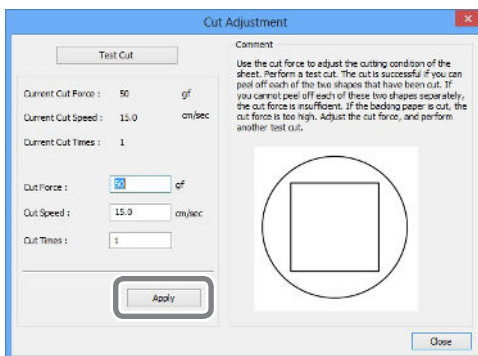 Cut Adjustment
Test Cut
Current Cut Force : 50 gf
Current Cut Speed : 15.0 cm/sec
Current Cut Times : 1
Cut Force : 50 gf
Cut Speed : 15.0 cm/sec
Cut Times : 1
Apply
Comment
Use the cut force to adjust the cutting condition of the
sheet. Perform a test cut. The cut is successful if you can
peel off each of the two shapes that have been cut. If
you cannot peel off each of these two shapes separately,
the cut force is insufficient. If the backing paper is cut, the
cut force is too high. Adjust the cut force, and perform
another test cut.
Close